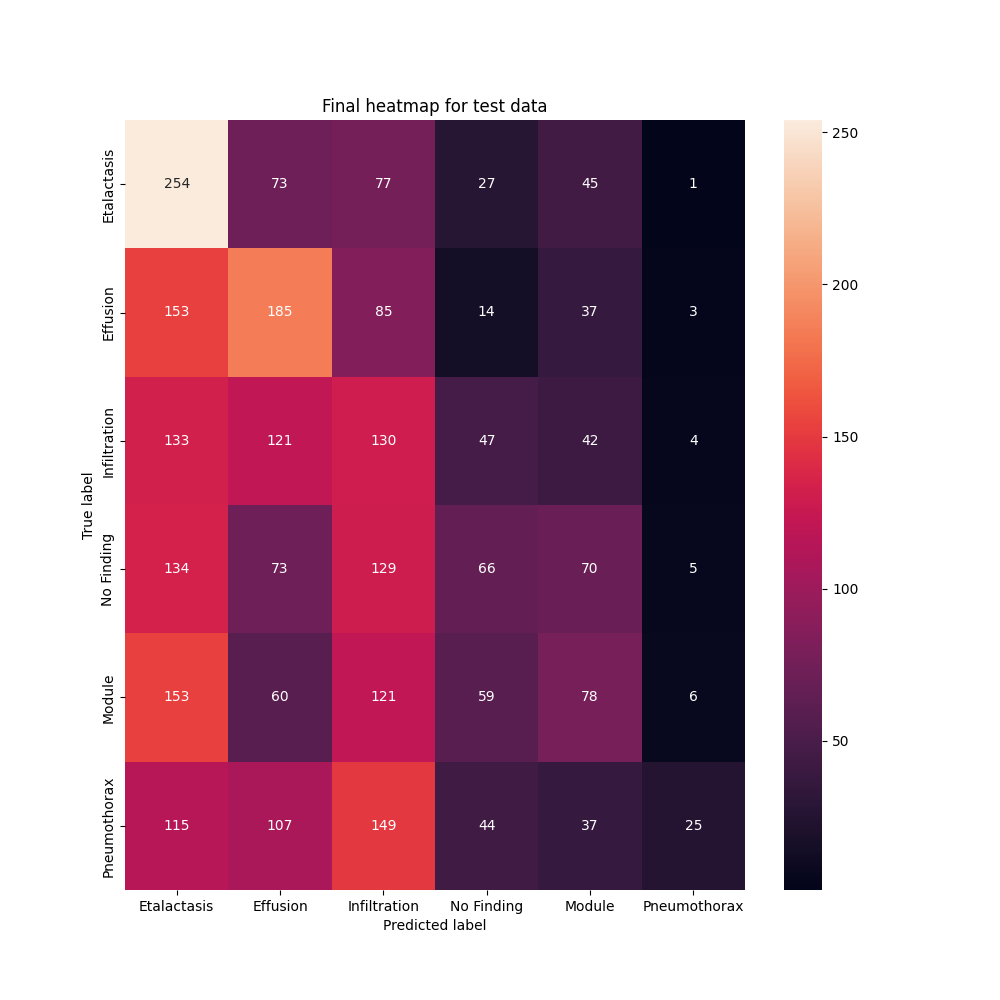 Final heatmap for test data
True label
Etalactasis 254 73 77 27 45 1
Effusion 153 185 85 14 37 3
Infiltration 133 121 130 47 42 4
No Finding 134 73 129 66 70 5
Module 153 60 121 59 78 6
Pneumothorax 115 107 149 44 37 25
Etalactasis Effusion Infiltration No Finding Module Pneumothorax
Predicted label
250
200
150
100
50